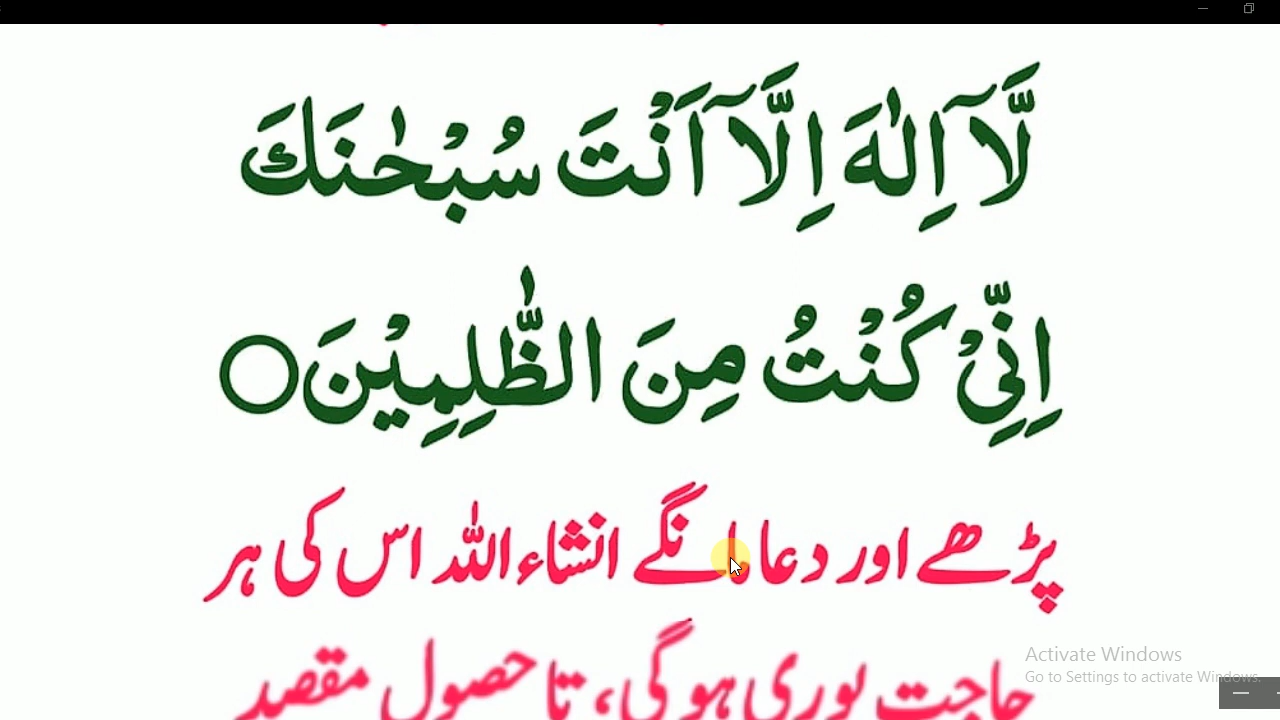 لَّاۤ اِلٰهَ اِلَّاۤ اَنْتَ سُبْحٰنَكَ
اِنِّىْ كُنْتُ مِنَ الظّٰلِمِيْنَ○
پڑھے اور دعا مانگے انشاء اللہ اس کی ہر
حاجت پوری ہوگی، تا حصول مقصد
Activate Windows
Go to Settings to activate Windows.